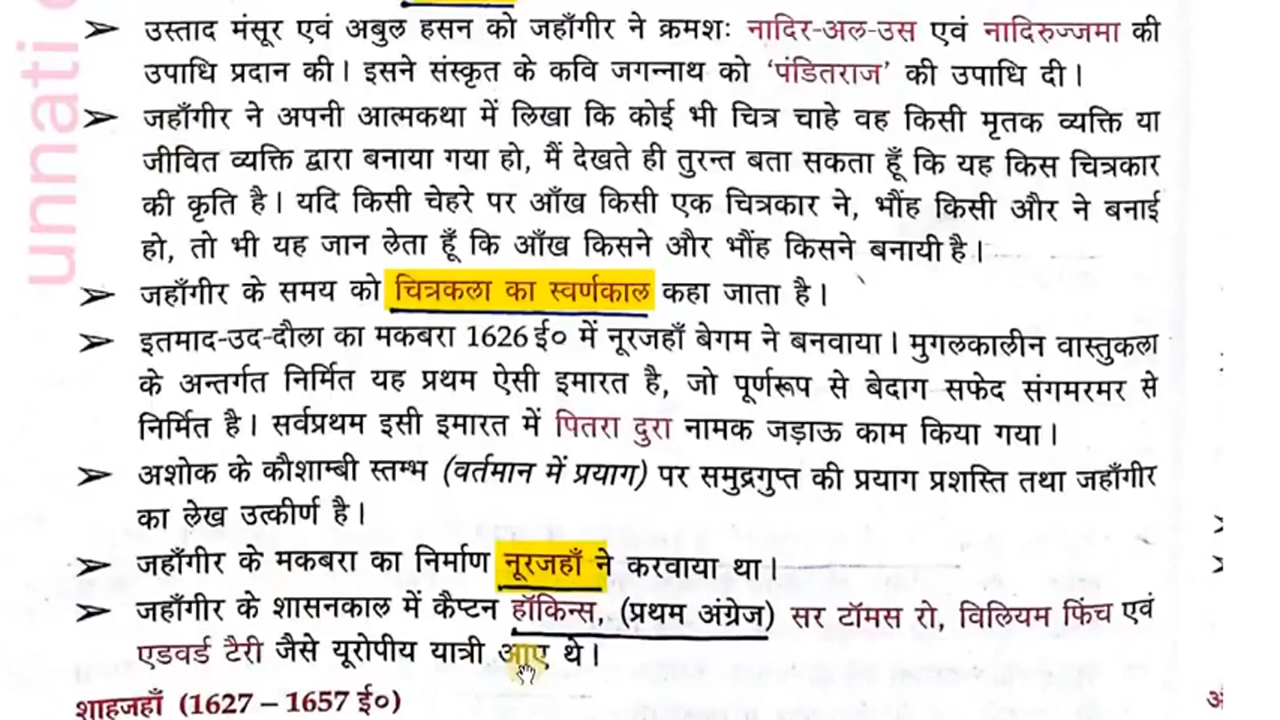 unnati
➢ उस्ताद मंसूर एवं अबुल हसन को जहाँगीर ने क्रमशः नादिर-अल-उस एवं नादिरुज्जमा की
उपाधि प्रदान की। इसने संस्कृत के कवि जगन्नाथ को ‘पंडितराज’ की उपाधि दी।
➢ जहाँगीर ने अपनी आत्मकथा में लिखा कि कोई भी चित्र चाहे वह किसी मृतक व्यक्ति या
जीवित व्यक्ति द्वारा बनाया गया हो, मैं देखते ही तुरन्त बता सकता हूँ कि यह किस चित्रकार
की कृति है। यदि किसी चेहरे पर आँख किसी एक चित्रकार ने, भौंह किसी और ने बनाई
हो, तो भी यह जान लेता हूँ कि आँख किसने और भौंह किसने बनायी है।
➢ जहाँगीर के समय को चित्रकला का स्वर्णकाल कहा जाता है।
➢ इतमाद-उद-दौला का मकबरा 1626 ई० में नूरजहाँ बेगम ने बनवाया। मुगलकालीन वास्तुकला
के अन्तर्गत निर्मित यह प्रथम ऐसी इमारत है, जो पूर्णरूप से बेदाग सफेद संगमरमर से
निर्मित है। सर्वप्रथम इसी इमारत में पितरा दुरा नामक जड़ाऊ काम किया गया।
➢ अशोक के कौशाम्बी स्तम्भ (वर्तमान में प्रयाग) पर समुद्रगुप्त की प्रयाग प्रशस्ति तथा जहाँगीर
का लेख उत्कीर्ण है।
➢ जहाँगीर के मकबरा का निर्माण नूरजहाँ ने करवाया था।
➢ जहाँगीर के शासनकाल में कैप्टन हॉकिन्स, (प्रथम अंग्रेज) सर टॉमस रो, विलियम फिंच एवं
एडवर्ड टैरी जैसे यूरोपीय यात्री आए थे।
शाहजहाँ (1627 – 1657 ई०)